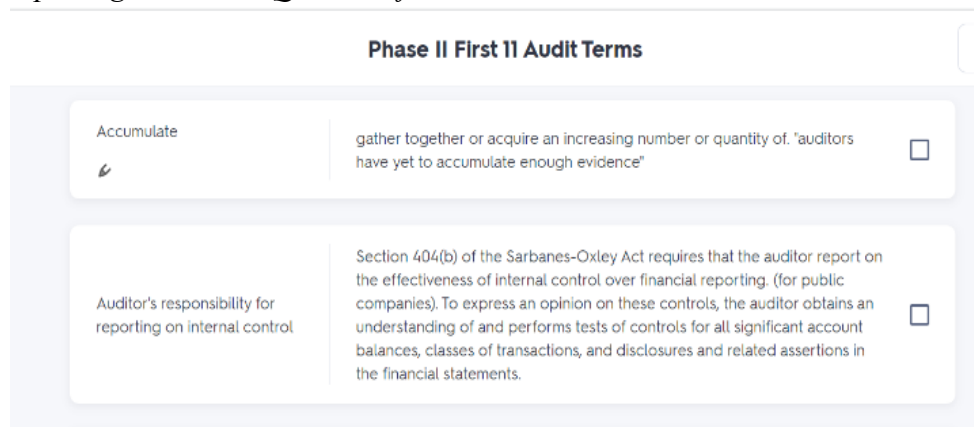 Phase II First 11 Audit Terms
Accumulate
gather together or acquire an increasing number or quantity of. "auditors
have yet to accumulate enough evidence"
Auditor's responsibility for
reporting on internal control
Section 404(b) of the Sarbanes-Oxley Act requires that the auditor report on
the effectiveness of internal control over financial reporting. (for public
companies). To express an opinion on these controls, the auditor obtains an
understanding of and performs tests of controls for all significant account
balances, classes of transactions, and disclosures and related assertions in
the financial statements.